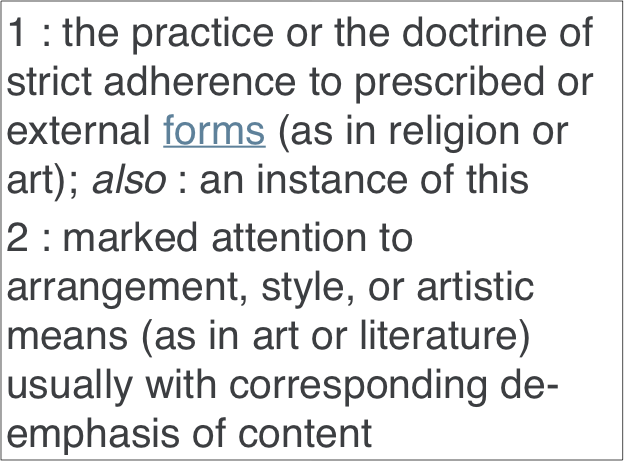 1 : the practice or the doctrine of
strict adherence to prescribed or
external forms (as in religion or
art); also : an instance of this
2 : marked attention to
arrangement, style, or artistic
means (as in art or literature)
usually with corresponding de-
emphasis of content